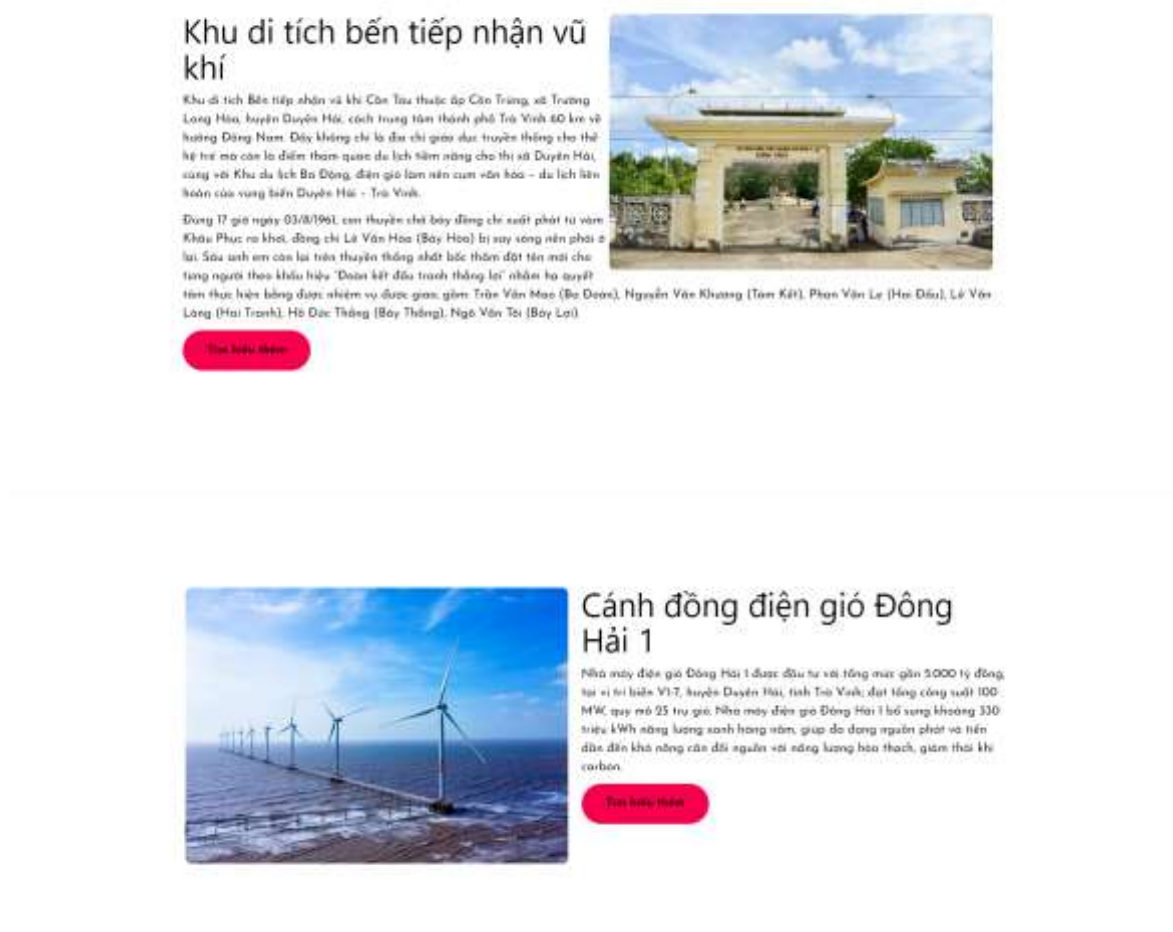 Khu di tích bến tiếp nhận vũ
khí
Khu di tích Bến tiếp nhận vũ khí Cồn Tàu thuộc ấp Cồn Trứng, xã Trường
Long Hòa, huyện Duyên Hải, cách trung tâm thành phố Trà Vinh 60 km về
hướng Đông Nam. Đây không chỉ là địa chỉ giáo dục truyền thống cho thế
hệ trẻ mà còn là điểm tham quan du lịch tiềm năng cho thị xã Duyên Hải,
cùng với Khu du lịch Ba Động, điện gió làm nên cụm văn hóa – du lịch liên
hoàn của vùng biển Duyên Hải – Trà Vinh.
Đúng 17 giờ ngày 03/8/1961, con thuyền chở bảy đồng chí xuất phát từ vàm
Khâu Phục ra khơi, đồng chí Lê Văn Hòa (Bảy Hòa) bị say sóng nên phải ở
lại. Sáu anh em còn lại trên thuyền thống nhất bốc thăm đặt tên mới cho
từng người theo khẩu hiệu "Đoàn kết đấu tranh thắng lợi" nhằm hạ quyết
tâm thực hiện bằng được nhiệm vụ được giao, gồm: Trần Văn Mao (Ba Đoàn), Nguyễn Văn Khương (Tám Kết), Phan Văn Lẹ (Hai Đấu), Lê Văn
Lòng (Hai Tranh), Hồ Đức Thắng (Bảy Thắng), Ngô Văn Tới (Bảy Lợi).
Tìm hiểu thêm
Cánh đồng điện gió Đông
Hải 1
Nhà máy điện gió Đông Hải 1 được đầu tư với tổng mức gần 5.000 tỷ đồng,
tại vị trí biển V1-7, huyện Duyên Hải, tỉnh Trà Vinh; đạt tổng công suất 100
MW, quy mô 25 trụ gió. Nhà máy điện gió Đông Hải 1 bổ sung khoảng 330
triệu kWh năng lượng xanh hàng năm, giúp đa dạng nguồn phát và tiến
dần đến khả năng cân đối nguồn với năng lượng hóa thạch, giảm thải khí
carbon.
Tìm hiểu thêm